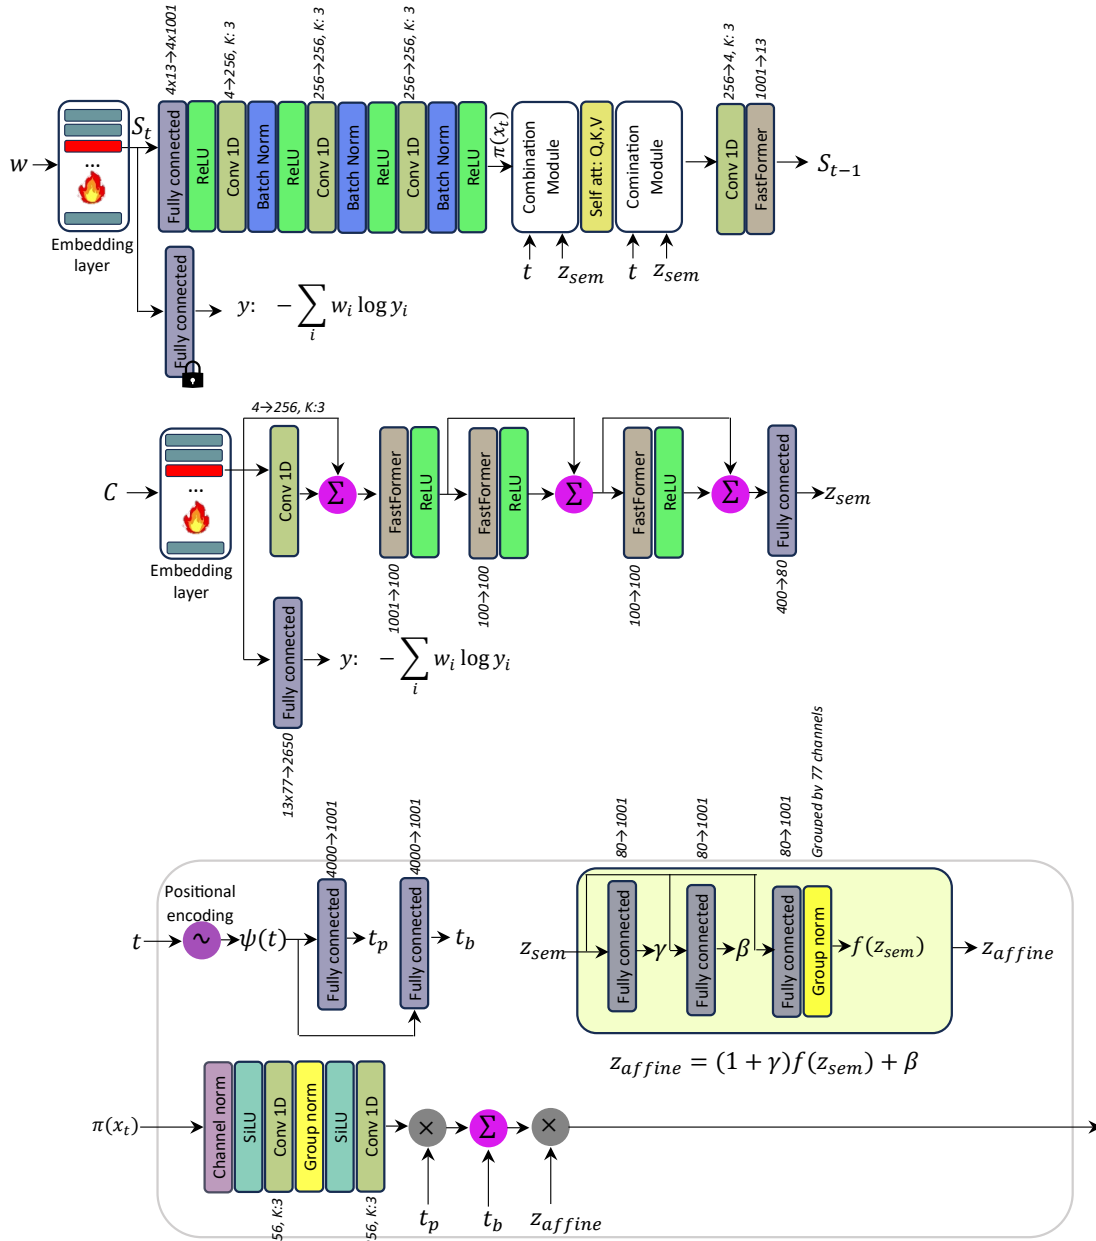 4x13→4x1001
4→256, K: 3
256→256, K: 3
256→256, K: 3
256→4, K: 3
1001→13
w
...
Embedding
layer
S_t
Fully connected
ReLU
Conv 1D
Batch Norm
ReLU
Conv 1D
Batch Norm
ReLU
Conv 1D
Batch Norm
ReLU
π(x_t)
Combination
Module
Self att: Q,K,V
Comination
Module
t
z_sem
t
z_sem
Conv 1D
FastFormer
S_{t−1}
Fully connected
y: −∑_i w_i log y_i
C
...
Embedding
layer
4→256, K:3
Conv 1D
Σ
FastFormer
ReLU
FastFormer
ReLU
Σ
FastFormer
ReLU
Σ
Fully connected
z_sem
1001→100
100→100
100→100
400→80
Fully connected
y: −∑_i w_i log y_i
13x77→2650
4000→1001
4000→1001
80→1001
80→1001
80→1001
Grouped by 77 channels
Positional
encoding
t
~
ψ(t)
Fully connected
t_p
Fully connected
t_b
z_sem
Fully connected
γ
Fully connected
β
Fully connected
Group norm
f(z_sem)
z_affine
z_affine = (1 + γ)f(z_sem) + β
π(x_t)
Channel norm
SiLU
Conv 1D
Group norm
SiLU
Conv 1D
×
Σ
×
t_p
t_b
z_affine
56, K:3
56, K:3